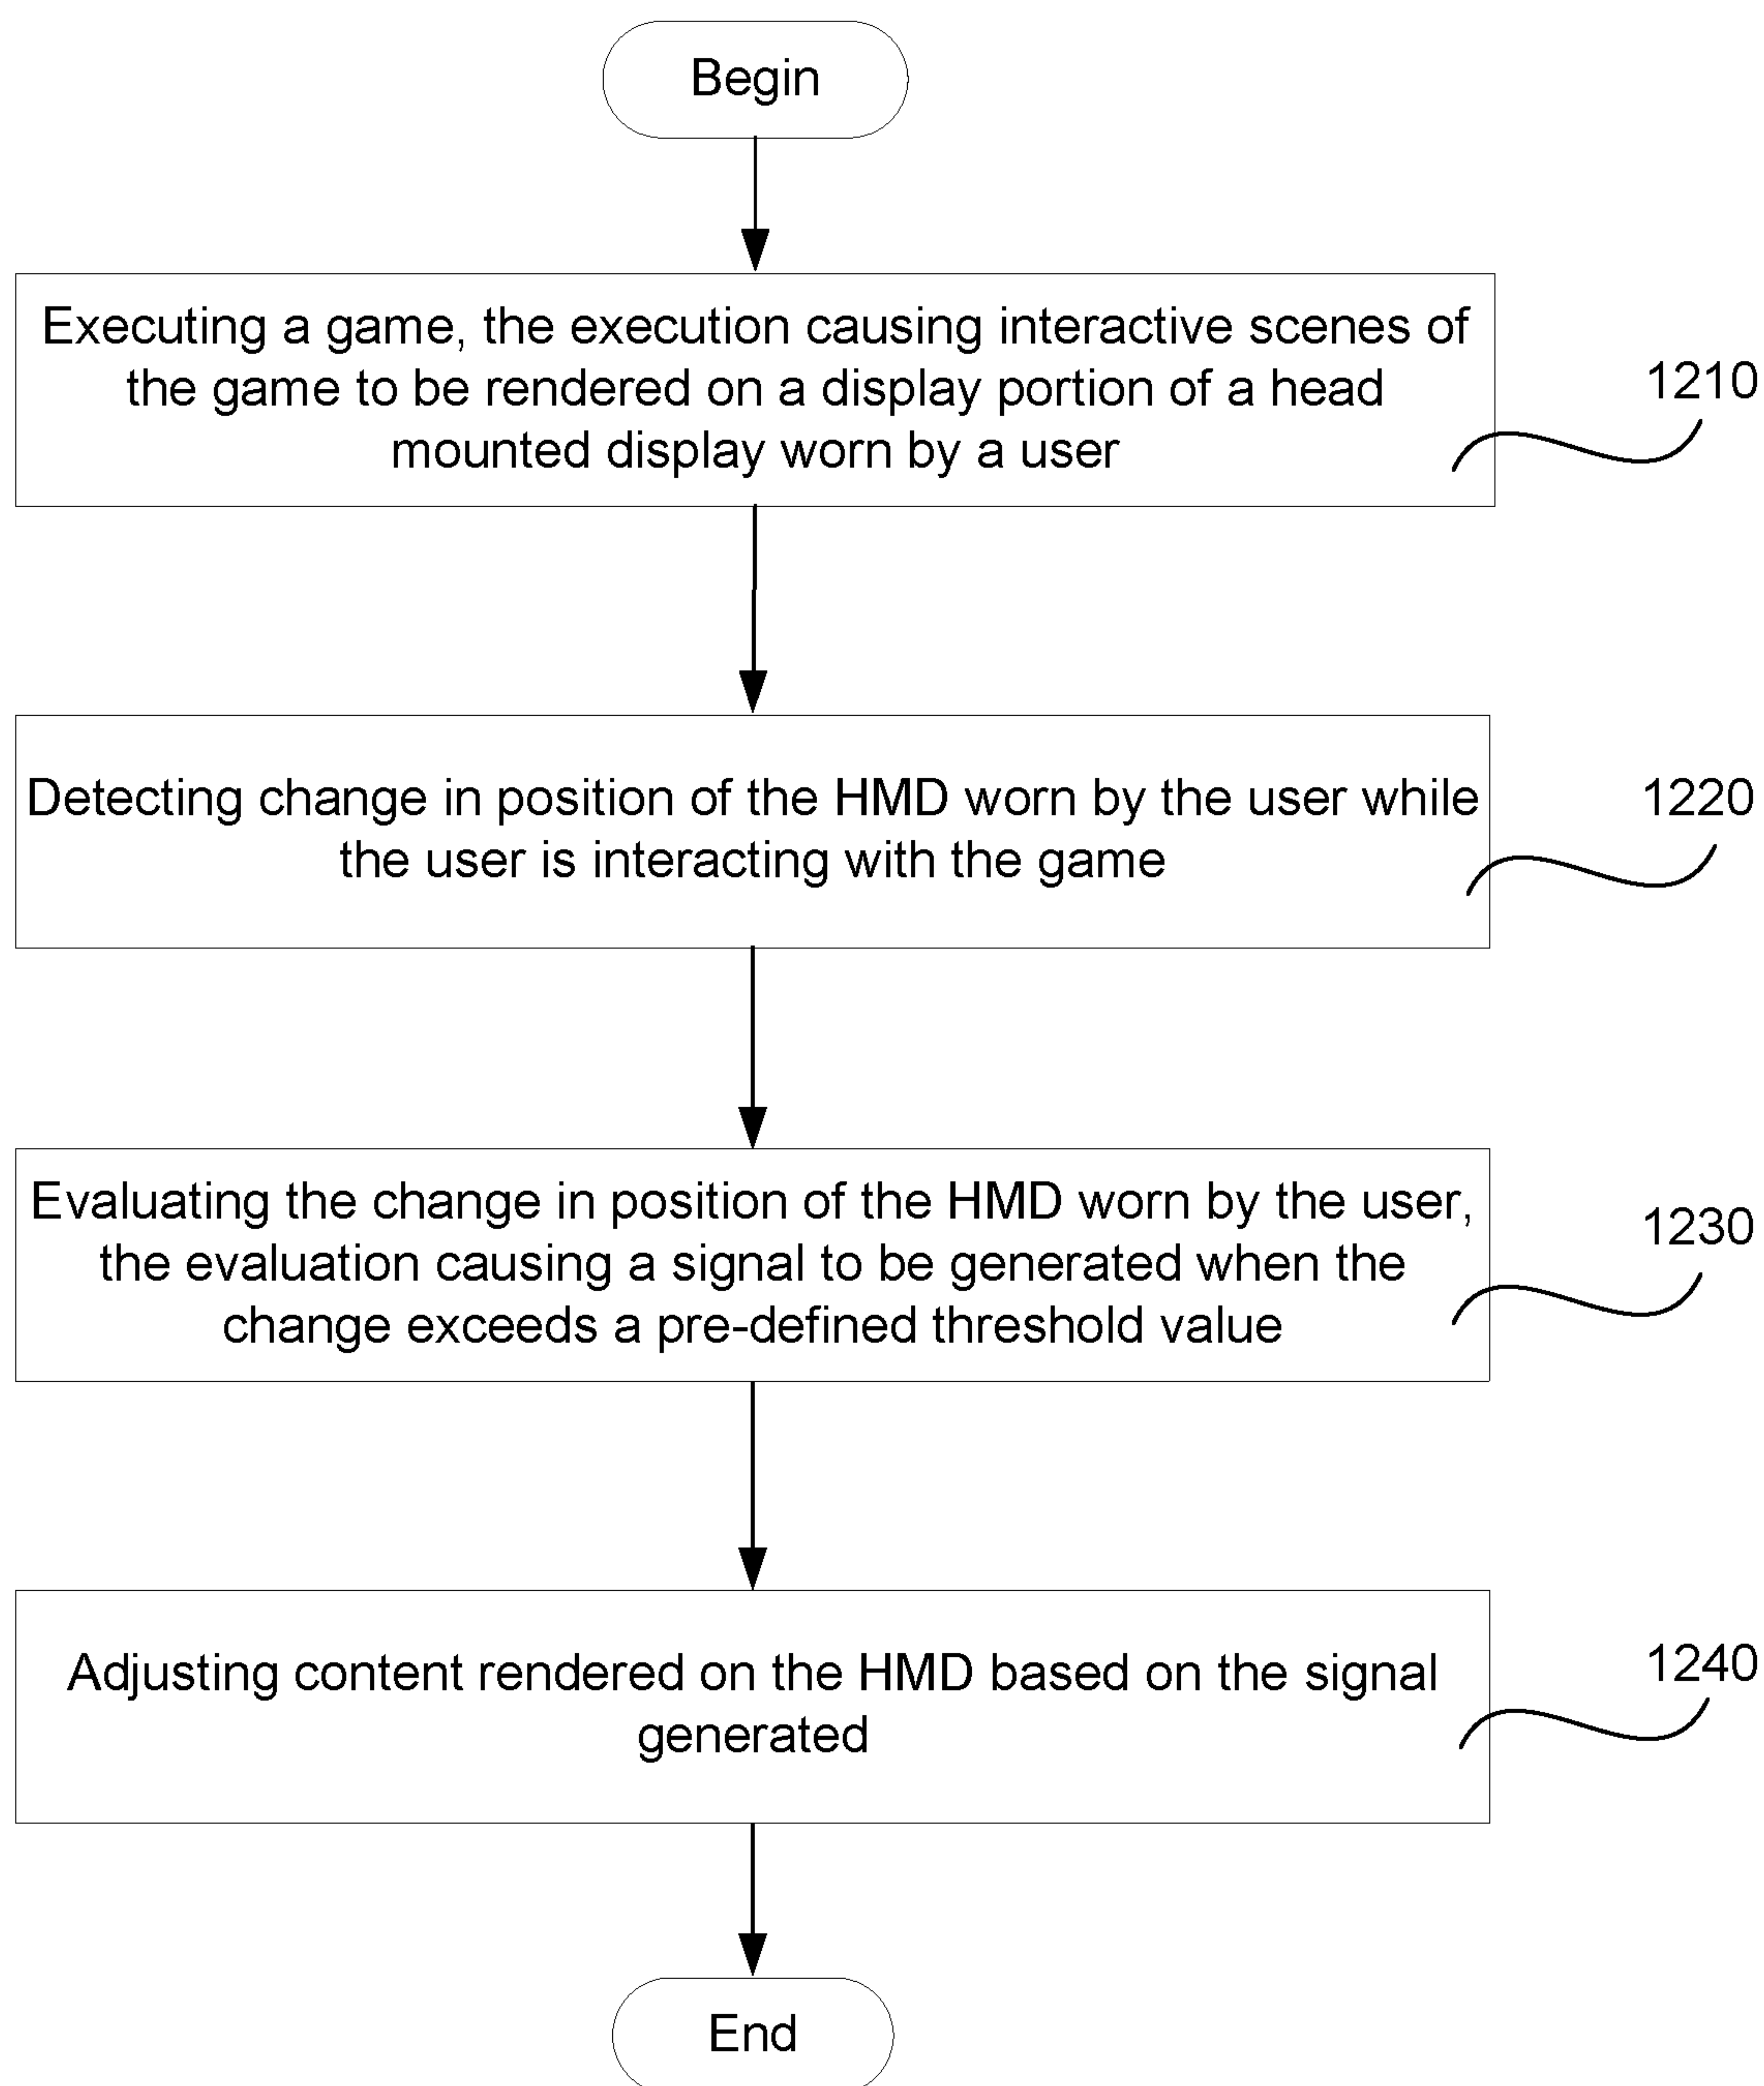 Begin
Executing a game, the execution causing interactive scenes of
the game to be rendered on a display portion of a head
mounted display worn by a user
1210
Detecting change in position of the HMD worn by the user while
the user is interacting with the game
1220
Evaluating the change in position of the HMD worn by the user,
the evaluation causing a signal to be generated when the
change exceeds a pre-defined threshold value
1230
Adjusting content rendered on the HMD based on the signal
generated
1240
End